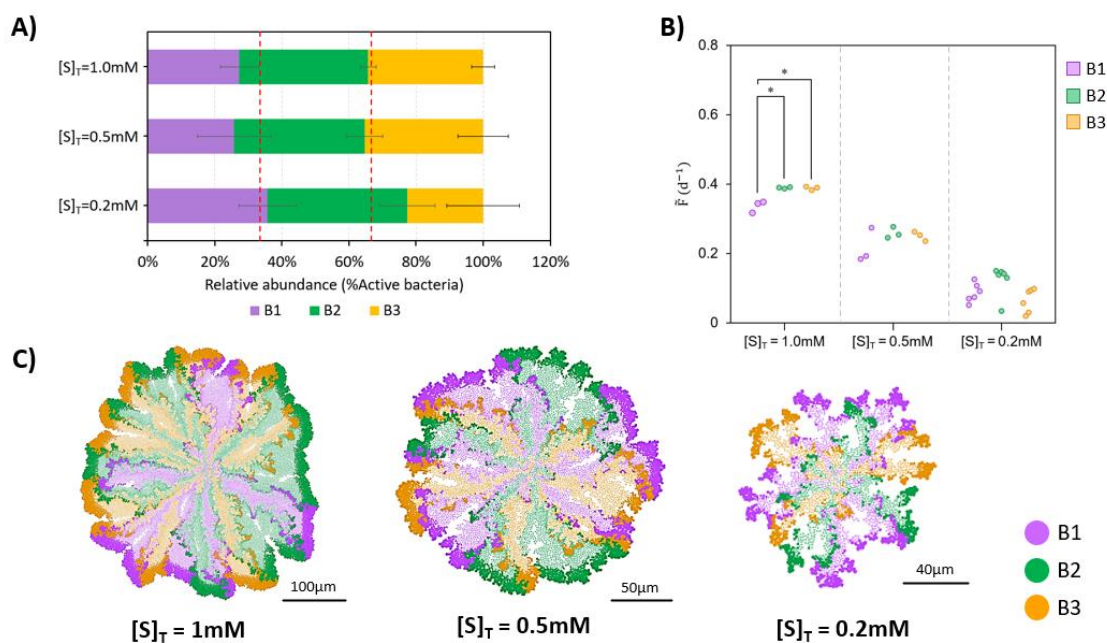 A)
[S]T=1.0mM
[S]T=0.5mM
[S]T=0.2mM
0% 20% 40% 60% 80% 100% 120%
Relative abundance (%Active bacteria)
B1 B2 B3
B)
0.8
0.6
0.4
0.2
0
F̃ (d⁻¹)
*
*
[S]T = 1.0mM [S]T = 0.5mM [S]T = 0.2mM
B1
B2
B3
C)
100μm
50μm
40μm
[S]T = 1mM
[S]T = 0.5mM
[S]T = 0.2mM
B1
B2
B3